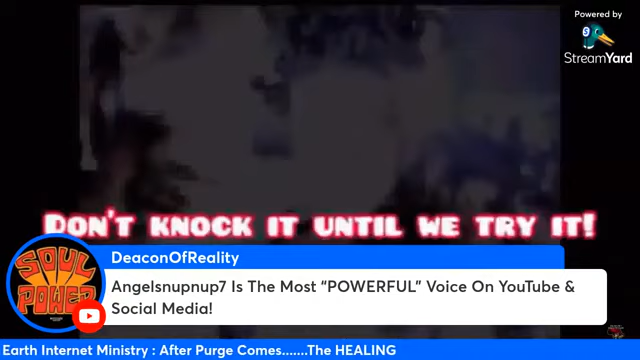 Powered by
StreamYard
DON'T KNOCK IT UNTIL WE TRY IT!
SOUL
POWER
DeaconOfReality
Angelsnupnup7 Is The Most "POWERFUL" Voice On YouTube &
Social Media!
Earth Internet Ministry : After Purge Comes.......The HEALING